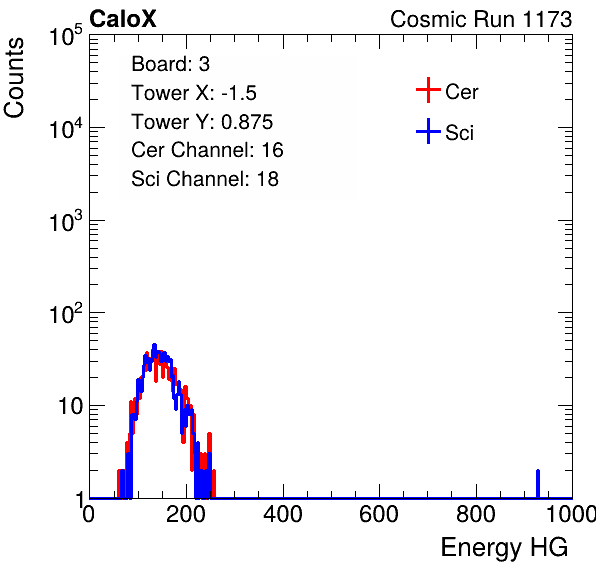 CaloX
Cosmic Run 1173
Counts
10^5
10^4
10^3
10^2
10
1
Board: 3
Tower X: -1.5
Tower Y: 0.875
Cer Channel: 16
Sci Channel: 18
Cer
Sci
0 200 400 600 800 1000
Energy HG